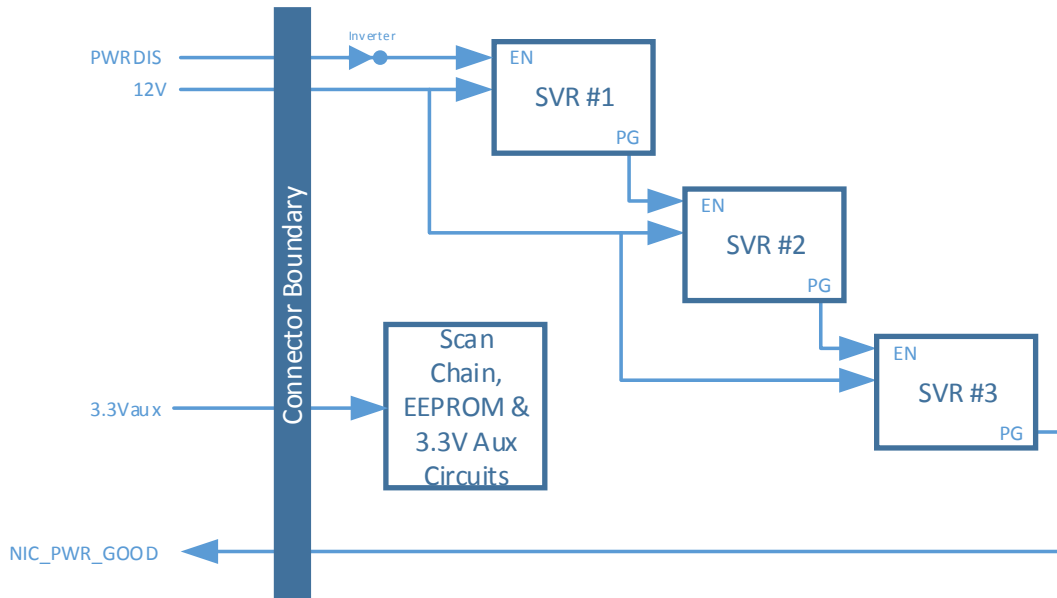 Inverter
PWRDIS
EN
12V
SVR #1
PG
Connector Boundary
EN
SVR #2
PG
Scan
Chain,
EEPROM &
3.3V Aux
Circuits
EN
SVR #3
3.3Vaux
PG
NIC_PWR_GOOD